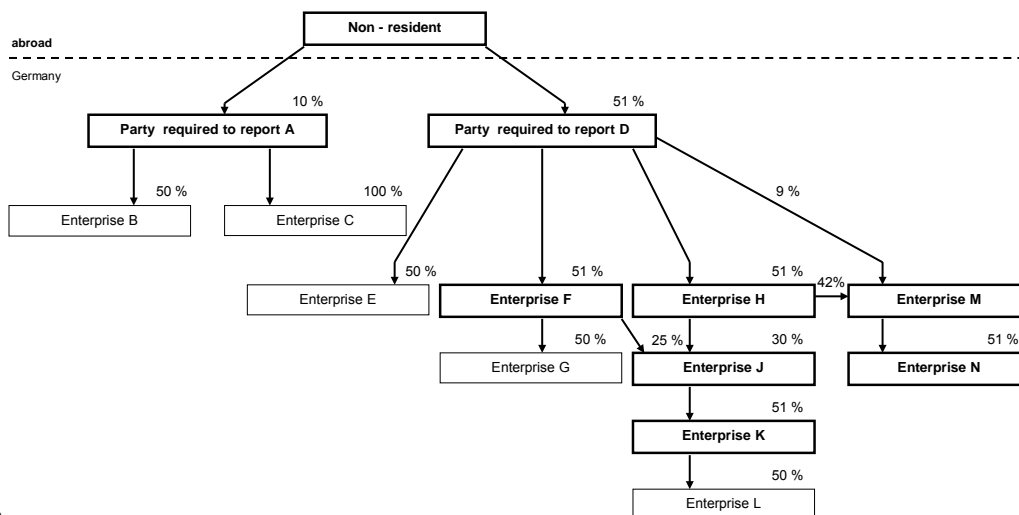 Non - resident
abroad
Germany
10 %
51 %
Party required to report A
Party required to report D
50 %
100 %
9 %
Enterprise B
Enterprise C
50 %
51 %
51 %
42%
Enterprise E
Enterprise F
Enterprise H
Enterprise M
50 %
25 %
30 %
51 %
Enterprise G
Enterprise J
Enterprise N
51 %
Enterprise K
50 %
Enterprise L